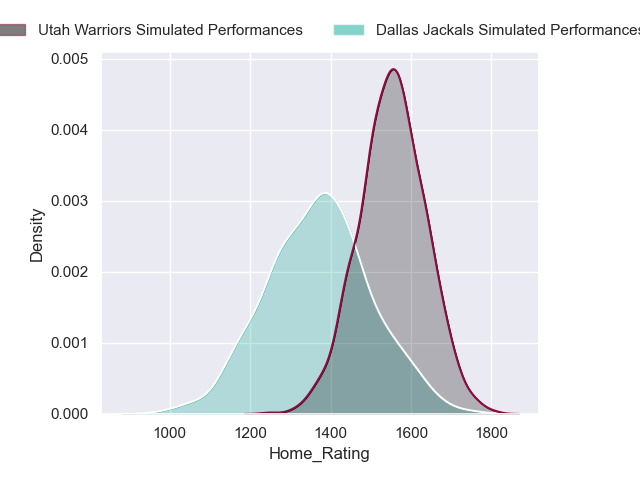 Utah Warriors Simulated Performances
Dallas Jackals Simulated Performances
0.005
0.004
0.003
0.002
0.001
0.000
Density
1000
1200
1400
1600
1800
Home_Rating